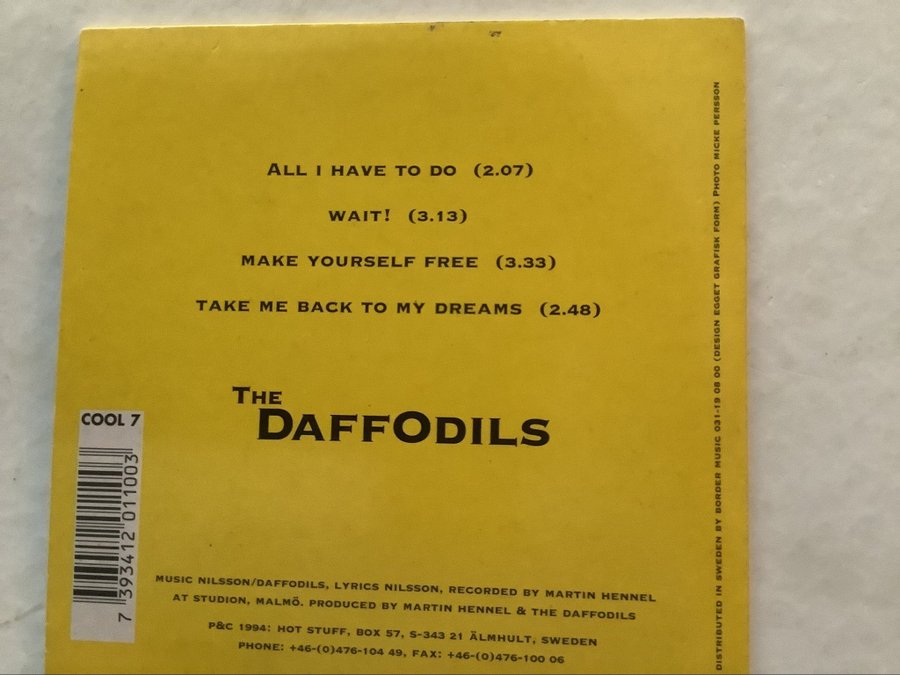 ALL I HAVE TO DO (2.07)
WAIT! (3.13)
MAKE YOURSELF FREE (3.33)
TAKE ME BACK TO MY DREAMS (2.48)
THE
DAFFODILS
COOL 7
7 393412 011003
MUSIC NILSSON/DAFFODILS, LYRICS NILSSON, RECORDED BY MARTIN HENNEL
AT STUDION, MALMÖ. PRODUCED BY MARTIN HENNEL & THE DAFFODILS
P&C 1994: HOT STUFF, BOX 57, S-343 21 ÄLMHULT, SWEDEN
PHONE: +46-(0)476-104 49, FAX: +46-(0)476-100 06
DISTRIBUTED IN SWEDEN BY BORDER MUSIC 031-19 08 00 (DESIGN EGGET GRAFISK FORM) PHOTO MICKE PERSSON